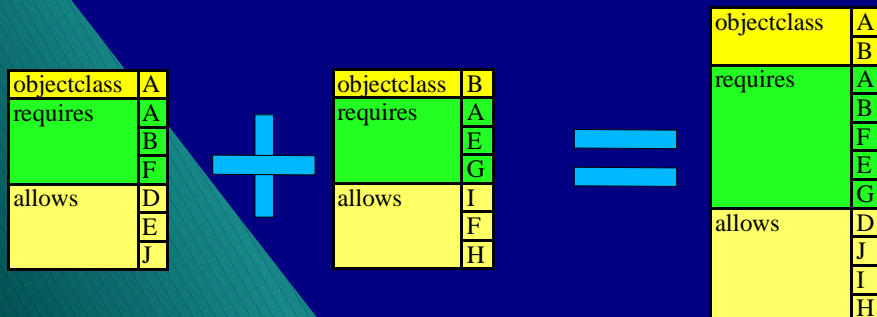 objectclass A
requires A
B
F
allows D
E
J
objectclass B
requires A
E
G
allows I
F
H
objectclass A
B
requires A
B
F
E
G
allows D
J
I
H